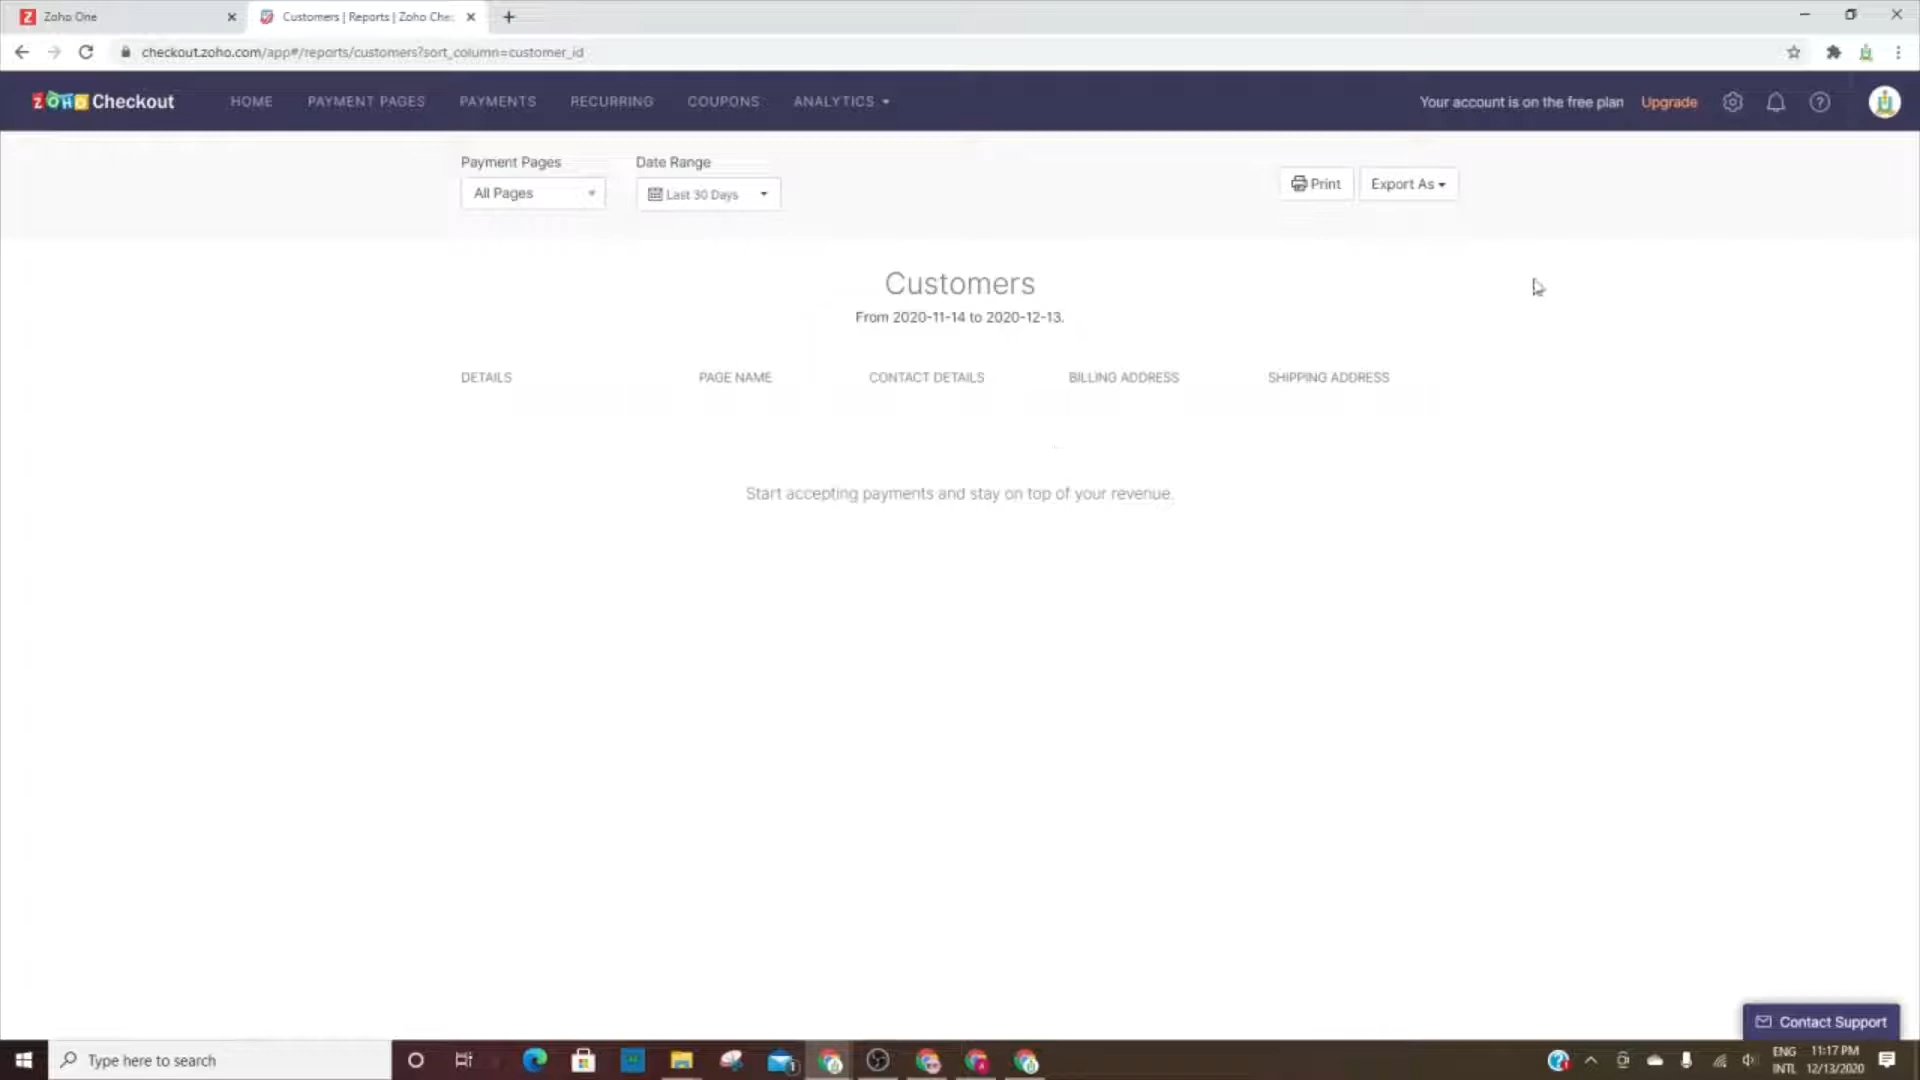 Zoho One
Customers | Reports | Zoho Che
checkout.zoho.com/app#/reports/customers?sort_column=customer_id
ZOHO Checkout
HOME
PAYMENT PAGES
PAYMENTS
RECURRING
COUPONS
ANALYTICS
Your account is on the free plan
Upgrade
Payment Pages
Date Range
All Pages
Last 30 Days
Print
Export As
Customers
From 2020-11-14 to 2020-12-13.
DETAILS
PAGE NAME
CONTACT DETAILS
BILLING ADDRESS
SHIPPING ADDRESS
Start accepting payments and stay on top of your revenue.
Contact Support
Type here to search
ENG
INTL
11:17 PM
12/13/2020